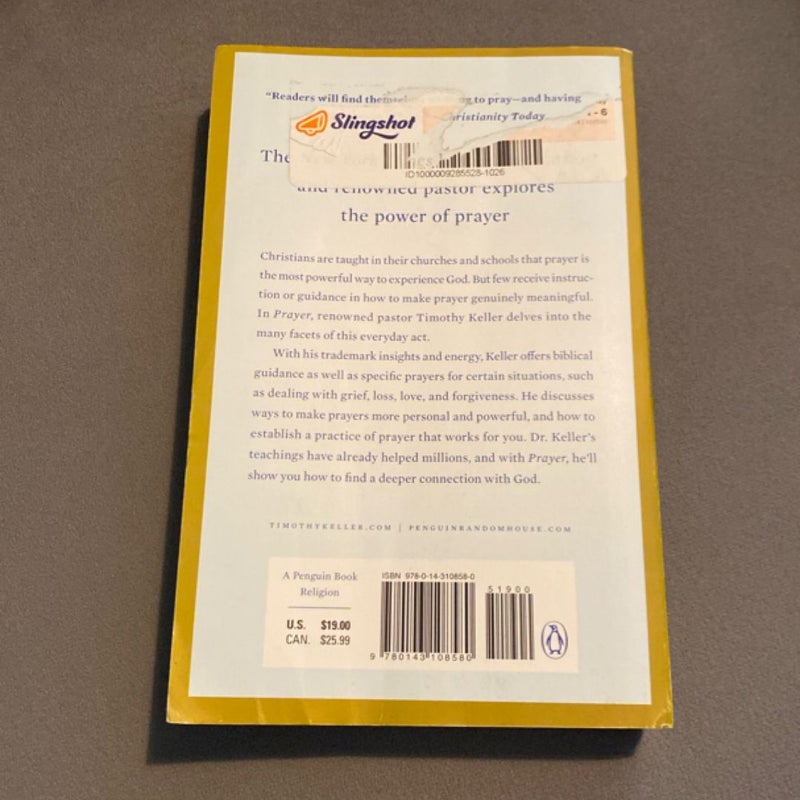 "Readers will find to pray—and having
Slingshot
Christianity Today
- 6
ID1000009285528-1026
The
and renowned pastor explores
the power of prayer
Christians are taught in their churches and schools that prayer is
the most powerful way to experience God. But few receive instruc-
tion or guidance in how to make prayer genuinely meaningful.
In Prayer, renowned pastor Timothy Keller delves into the
many facets of this everyday act.
With his trademark insights and energy, Keller offers biblical
guidance as well as specific prayers for certain situations, such
as dealing with grief, loss, love, and forgiveness. He discusses
ways to make prayers more personal and powerful, and how to
establish a practice of prayer that works for you. Dr. Keller's
teachings have already helped millions, and with Prayer, he'll
show you how to find a deeper connection with God.
TIMOTHYKELLER.COM | PENGUINRANDOMHOUSE.COM
A Penguin Book
Religion
U.S. $19.00
CAN. $25.99
ISBN 978-0-14-310858-0
51900
9 780143 108580